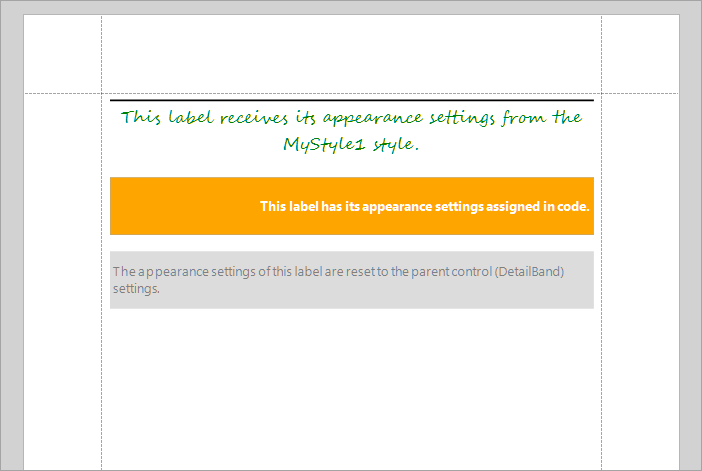 This label receives its appearance settings from the
MyStyle1 style.
This label has its appearance settings assigned in code.
The appearance settings of this label are reset to the parent control (DetailBand)
settings.